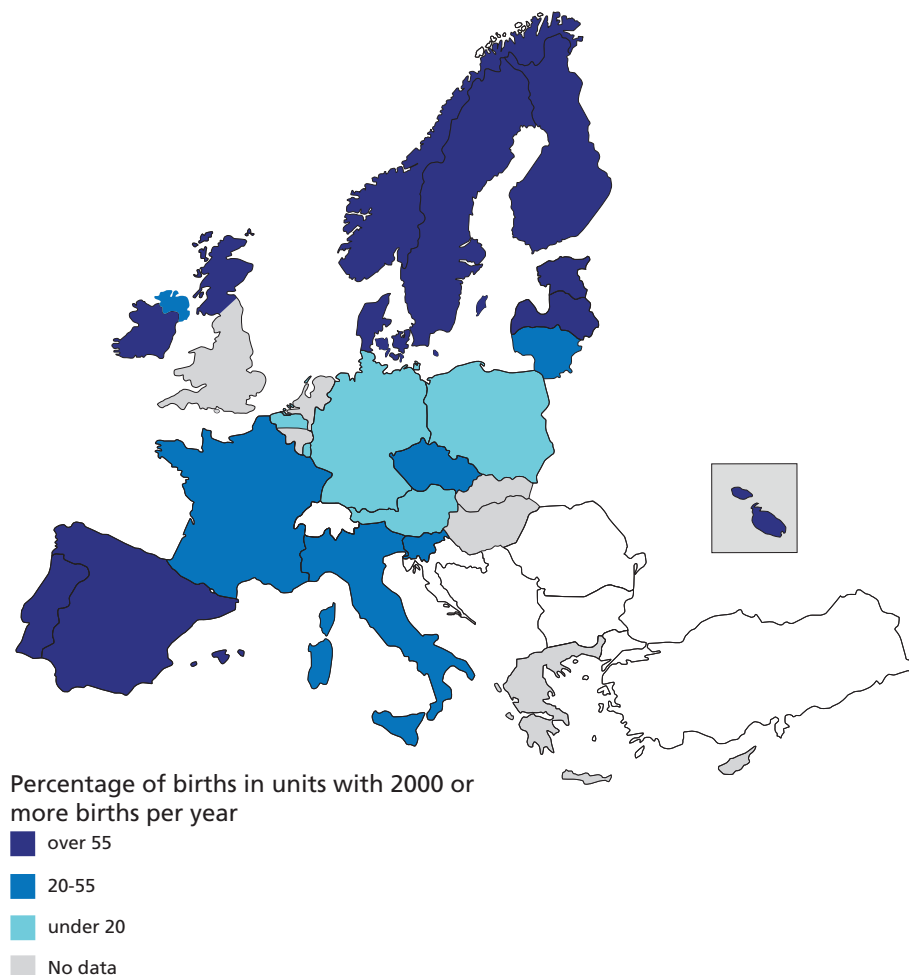 Percentage of births in units with 2000 or
more births per year
over 55
20-55
under 20
No data